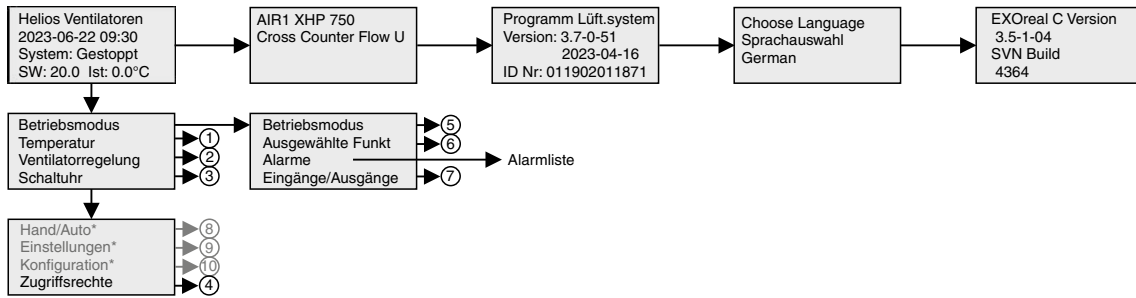 Helios Ventilatoren
2023-06-22 09:30
System: Gestoppt
SW: 20.0 Ist: 0.0°C
AIR1 XHP 750
Cross Counter Flow U
Programm Lüft.system
Version: 3.7-0-51
2023-04-16
ID Nr: 011902011871
Choose Language
Sprachauswahl
German
EXOreal C Version
3.5-1-04
SVN Build
4364
Betriebsmodus
Temperatur 1
Ventilatorregelung 2
Schaltuhr 3
Betriebsmodus 5
Ausgewählte Funkt 6
Alarme Alarmliste
Eingänge/Ausgänge 7
Hand/Auto* 8
Einstellungen* 9
Konfiguration* 10
Zugriffsrechte 4